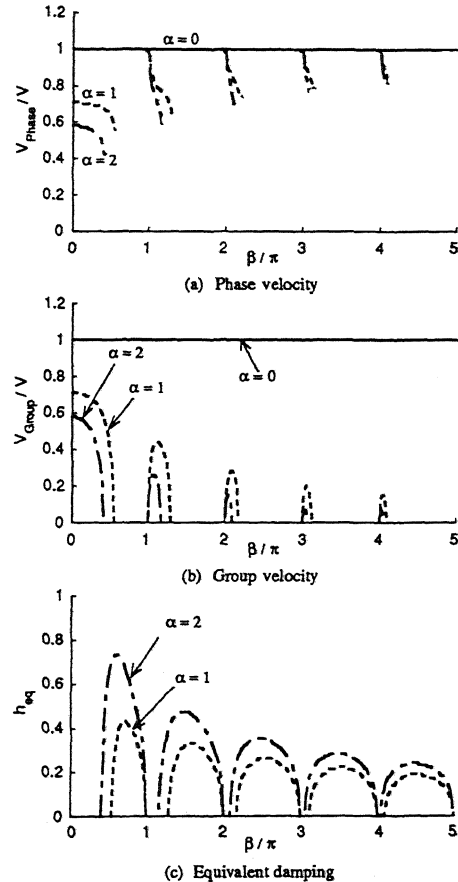 1.2
α = 0
1
0.8
α = 1
0.6
α = 2
0.4
0.2
0
V_Phase / V
0 1 2 3 4 5
β / π
(a) Phase velocity
1.2
1
α = 2
0.8
α = 1
α = 0
0.6
0.4
0.2
0
V_Group / V
0 1 2 3 4 5
β / π
(b) Group velocity
1
0.8
α = 2
0.6
α = 1
0.4
0.2
0
h_eq
0 1 2 3 4 5
β / π
(c) Equivalent damping